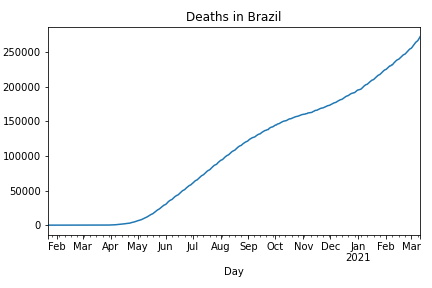 Deaths in Brazil
250000
200000
150000
100000
50000
0
Feb Mar Apr May Jun Jul Aug Sep Oct Nov Dec Jan Feb Mar
2021
Day